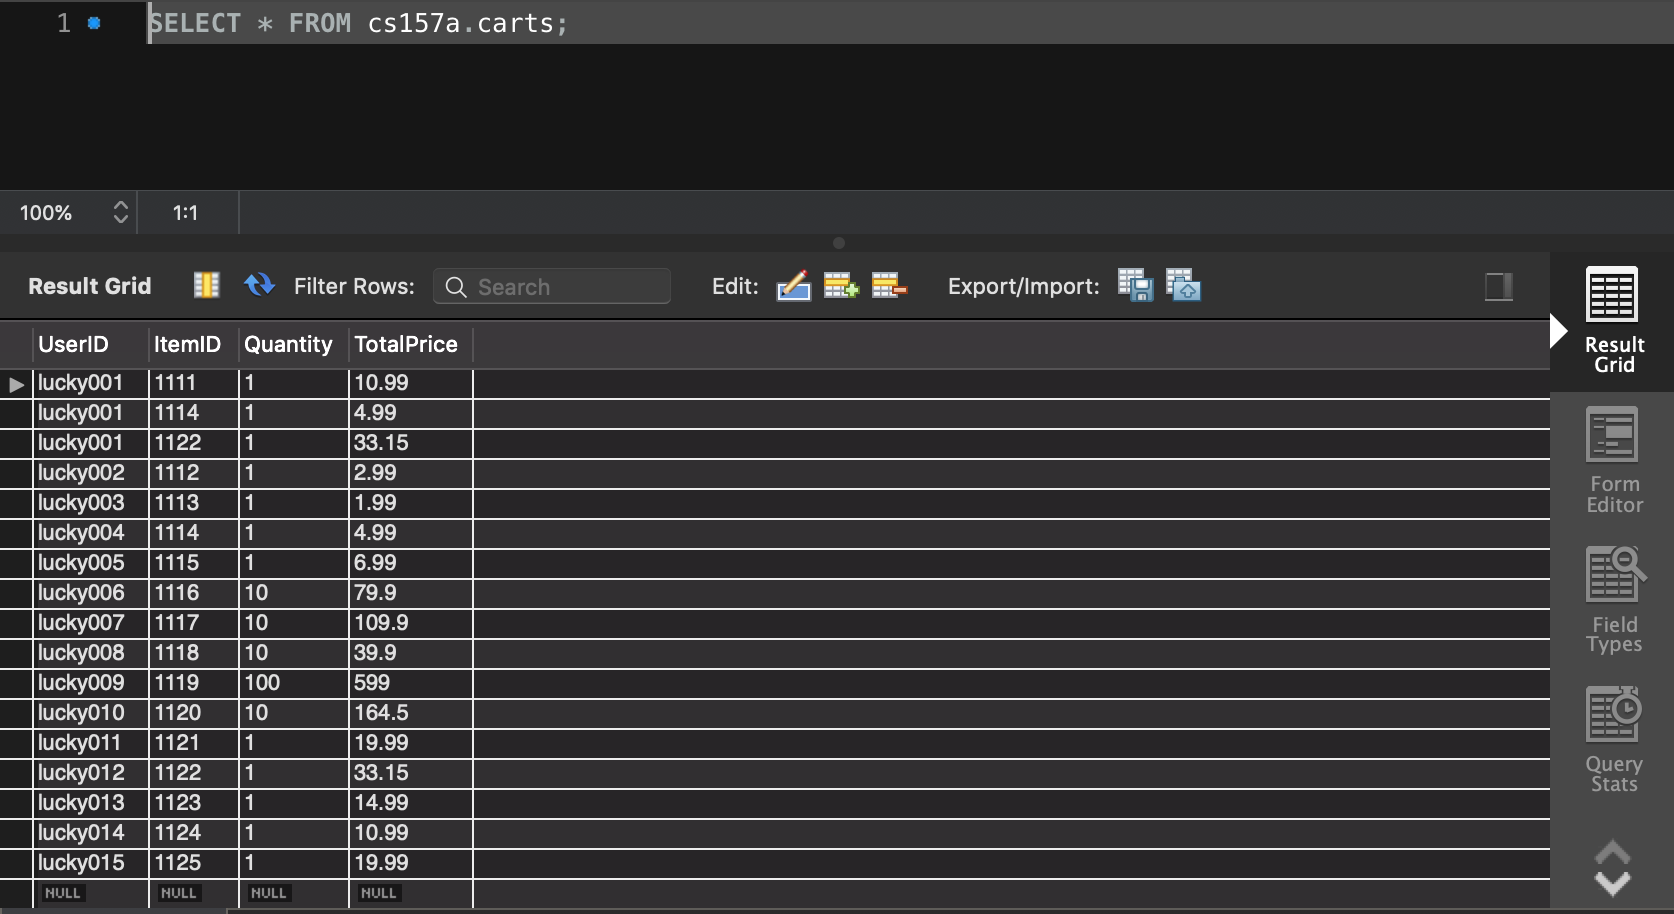 1 SELECT * FROM cs157a.carts;
100% 1:1
Result Grid Filter Rows: Search Edit: Export/Import:
UserID ItemID Quantity TotalPrice
lucky001 1111 1 10.99
lucky001 1114 1 4.99
lucky001 1122 1 33.15
lucky002 1112 1 2.99
lucky003 1113 1 1.99
lucky004 1114 1 4.99
lucky005 1115 1 6.99
lucky006 1116 10 79.9
lucky007 1117 10 109.9
lucky008 1118 10 39.9
lucky009 1119 100 599
lucky010 1120 10 164.5
lucky011 1121 1 19.99
lucky012 1122 1 33.15
lucky013 1123 1 14.99
lucky014 1124 1 10.99
lucky015 1125 1 19.99
NULL NULL NULL NULL
Result
Grid
Form
Editor
Field
Types
Query
Stats